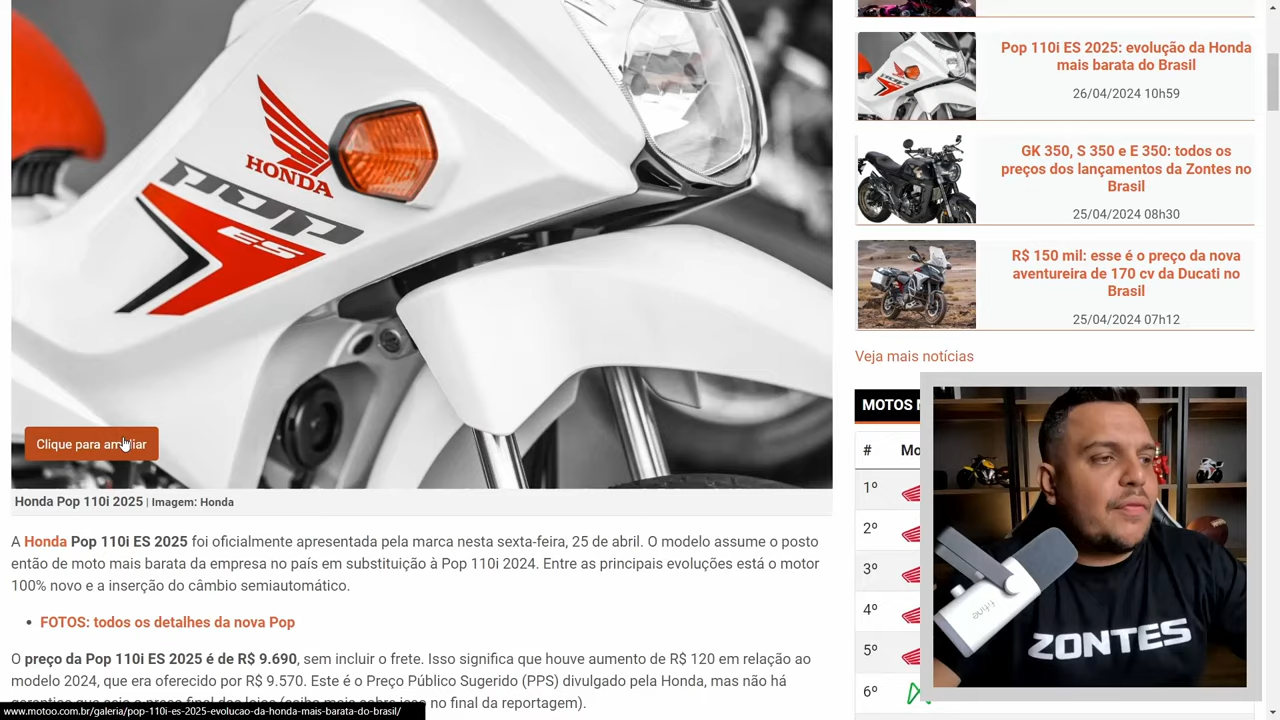 HONDA
pop
ES
Clique para ampliar
Honda Pop 110i 2025 | Imagem: Honda
A Honda Pop 110i ES 2025 foi oficialmente apresentada pela marca nesta sexta-feira, 25 de abril. O modelo assume o posto
então de moto mais barata da empresa no país em substituição à Pop 110i 2024. Entre as principais evoluções está o motor
100% novo e a inserção do câmbio semiautomático.
• FOTOS: todos os detalhes da nova Pop
O preço da Pop 110i ES 2025 é de R$ 9.690, sem incluir o frete. Isso significa que houve aumento de R$ 120 em relação ao
modelo 2024, que era oferecido por R$ 9.570. Este é o Preço Público Sugerido (PPS) divulgado pela Honda, mas não há
no final da reportagem).
www.motoo.com.br/galeria/pop-110i-es-2025-evolucao-da-honda-mais-barata-do-brasil/
Pop 110i ES 2025: evolução da Honda
mais barata do Brasil
26/04/2024 10h59
GK 350, S 350 e E 350: todos os
preços dos lançamentos da Zontes no
Brasil
25/04/2024 08h30
R$ 150 mil: esse é o preço da nova
aventureira de 170 cv da Ducati no
Brasil
25/04/2024 07h12
Veja mais notícias
MOTOS
# Mo
1º
2º
3º
4º
5º
6º
fifine
ZONTES